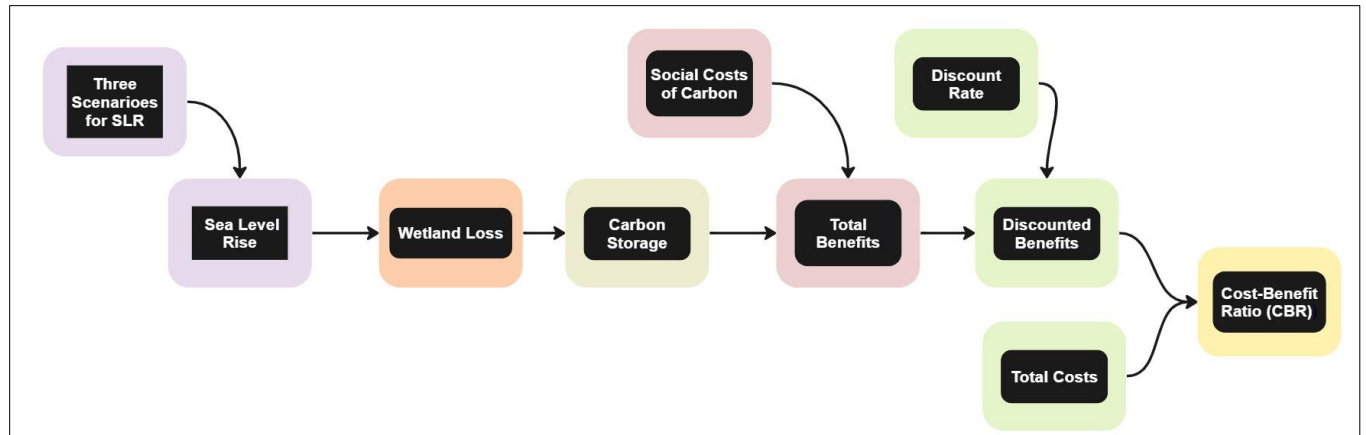 Three
Scenarioes
for SLR
Social Costs
of Carbon
Discount
Rate
Sea Level
Rise
Wetland Loss
Carbon
Storage
Total
Benefits
Discounted
Benefits
Cost-Benefit
Ratio (CBR)
Total Costs